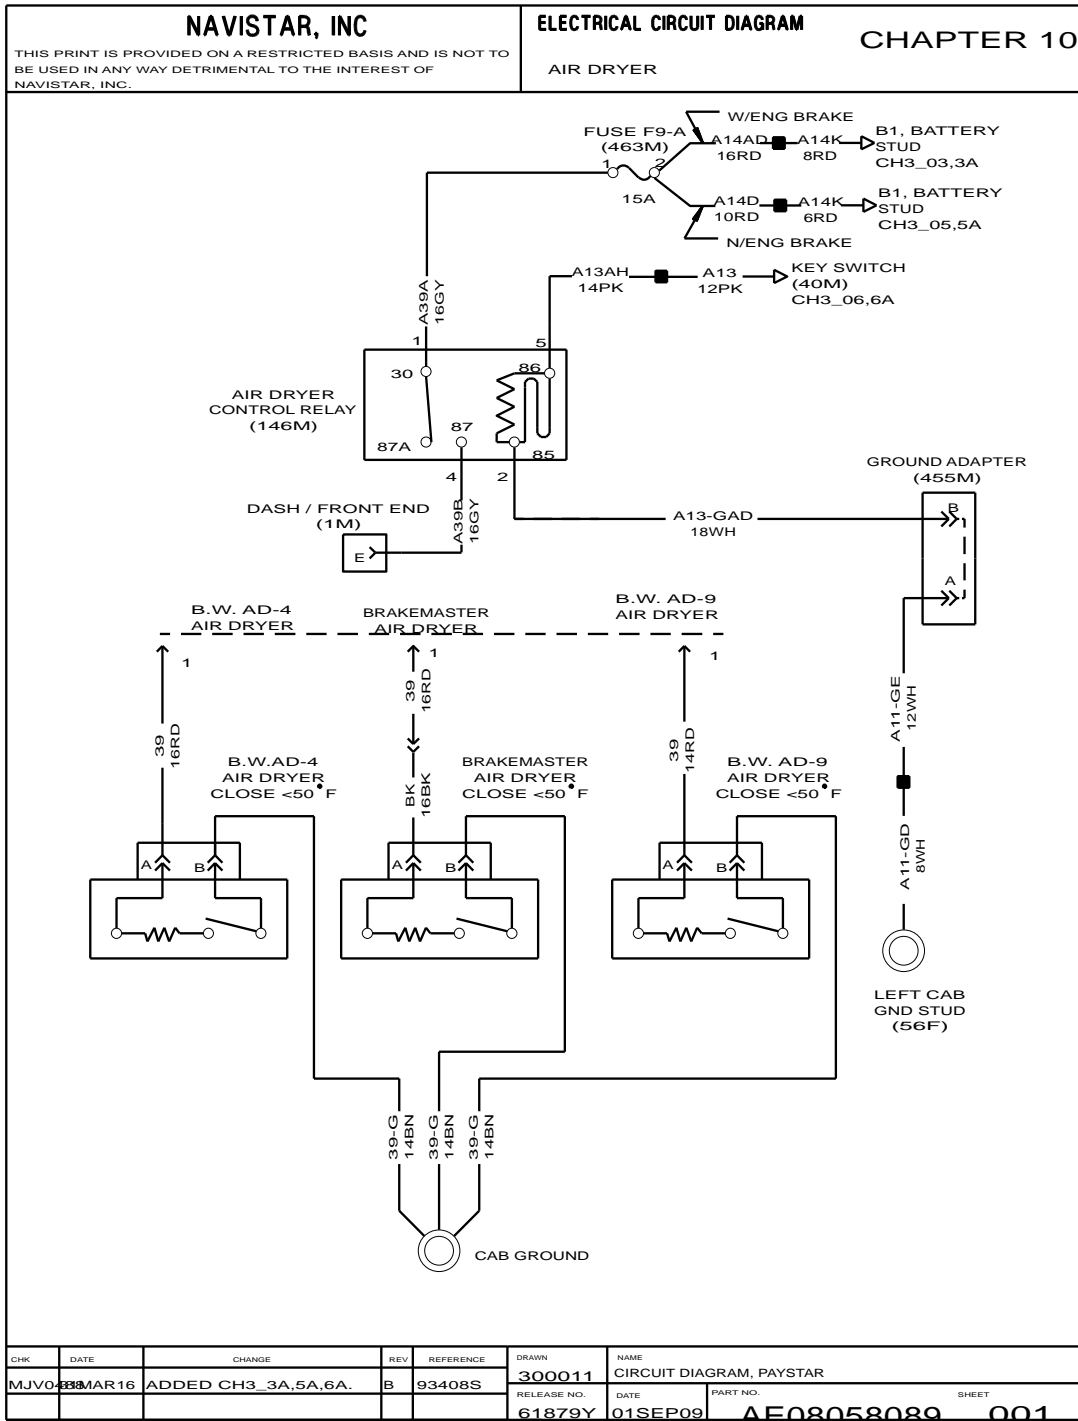 NAVISTAR, INC
THIS PRINT IS PROVIDED ON A RESTRICTED BASIS AND IS NOT TO
BE USED IN ANY WAY DETRIMENTAL TO THE INTEREST OF
NAVISTAR, INC.
ELECTRICAL CIRCUIT DIAGRAM
AIR DRYER
CHAPTER 10
W/ENG BRAKE
FUSE F9-A
(463M)
1
2
15A
A14AD
16RD
A14K
8RD
B1, BATTERY
STUD
CH3_03,3A
A14D
10RD
A14K
6RD
B1, BATTERY
STUD
CH3_05,5A
N/ENG BRAKE
A13AH
14PK
A13
12PK
KEY SWITCH
(40M)
CH3_06,6A
A39A
16GY
1
5
30
86
AIR DRYER
CONTROL RELAY
(146M)
87A
87
85
4
2
GROUND ADAPTER
(455M)
DASH / FRONT END
(1M)
E
A39B
16GY
A13-GAD
18WH
B
A
B.W. AD-4
AIR DRYER
BRAKEMASTER
AIR DRYER
B.W. AD-9
AIR DRYER
1
1
1
39
16RD
39
16RD
39
14RD
A11-GE
12WH
B.W.AD-4
AIR DRYER
CLOSE <50°F
BK
16BK
BRAKEMASTER
AIR DRYER
CLOSE <50°F
B.W. AD-9
AIR DRYER
CLOSE <50°F
A
B
A
B
A
B
A11-GD
8WH
LEFT CAB
GND STUD
(56F)
39-G
14BN
39-G
14BN
39-G
14BN
CAB GROUND
CHK
DATE
CHANGE
REV
REFERENCE
DRAWN
NAME
MJV04
MAR16
ADDED CH3_3A,5A,6A.
B
93408S
300011
CIRCUIT DIAGRAM, PAYSTAR
RELEASE NO.
DATE
PART NO.
SHEET
61879Y
01SEP09
AE08058089
001